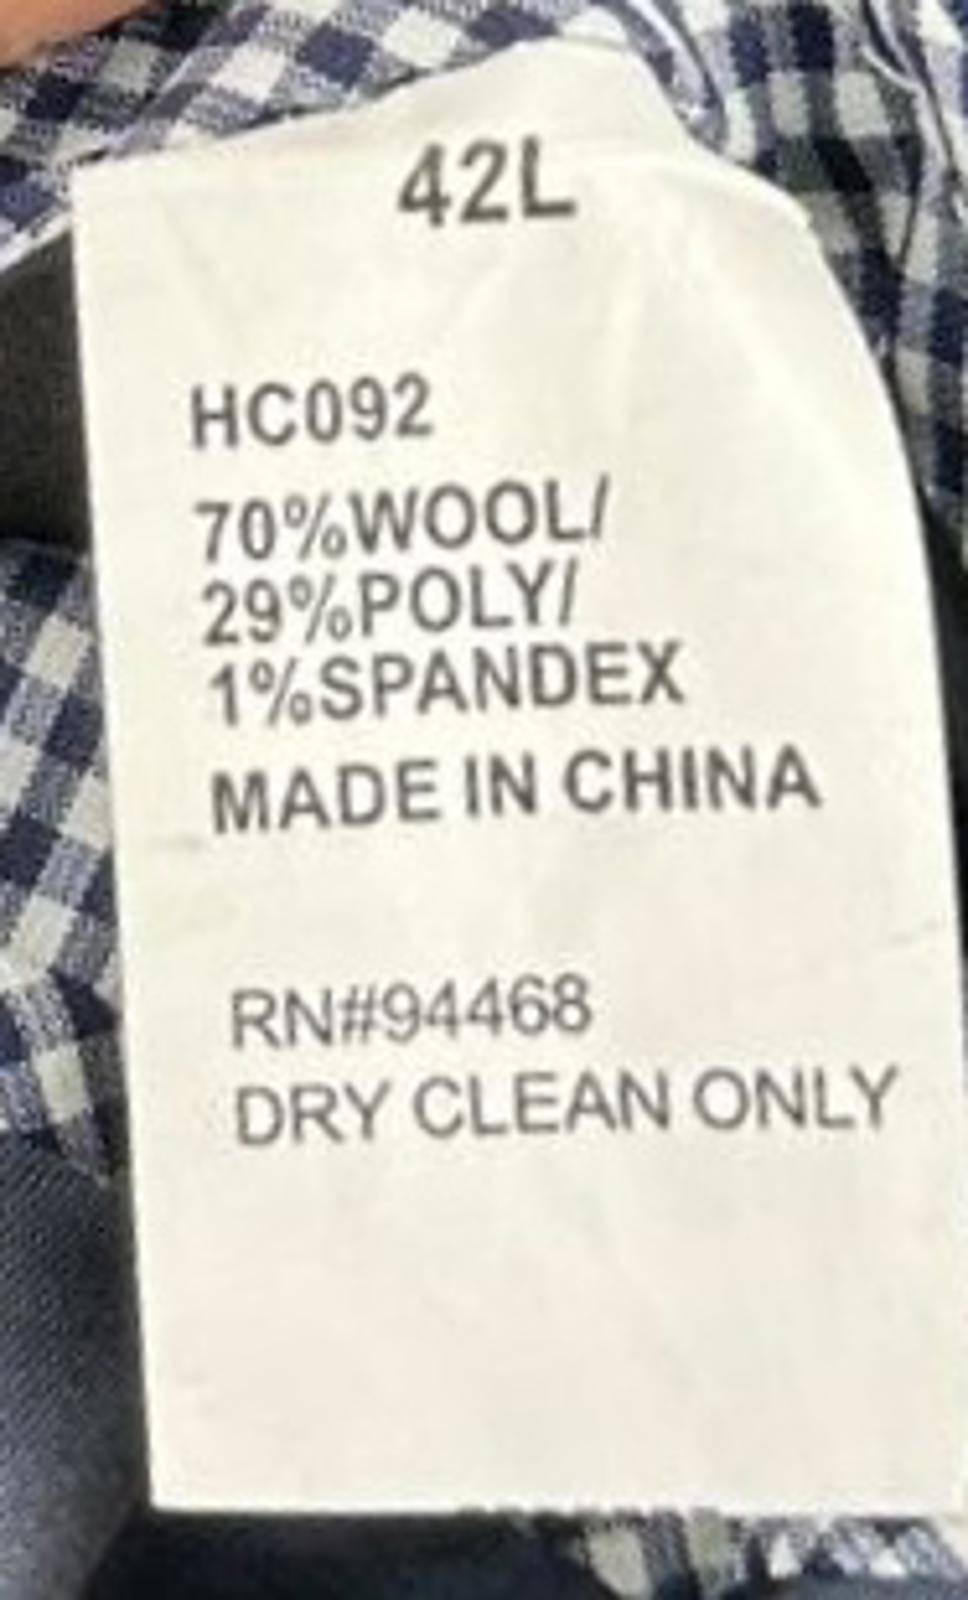 42L
HC092
70%WOOL/
29%POLY/
1%SPANDEX
MADE IN CHINA
RN#94468
DRY CLEAN ONLY